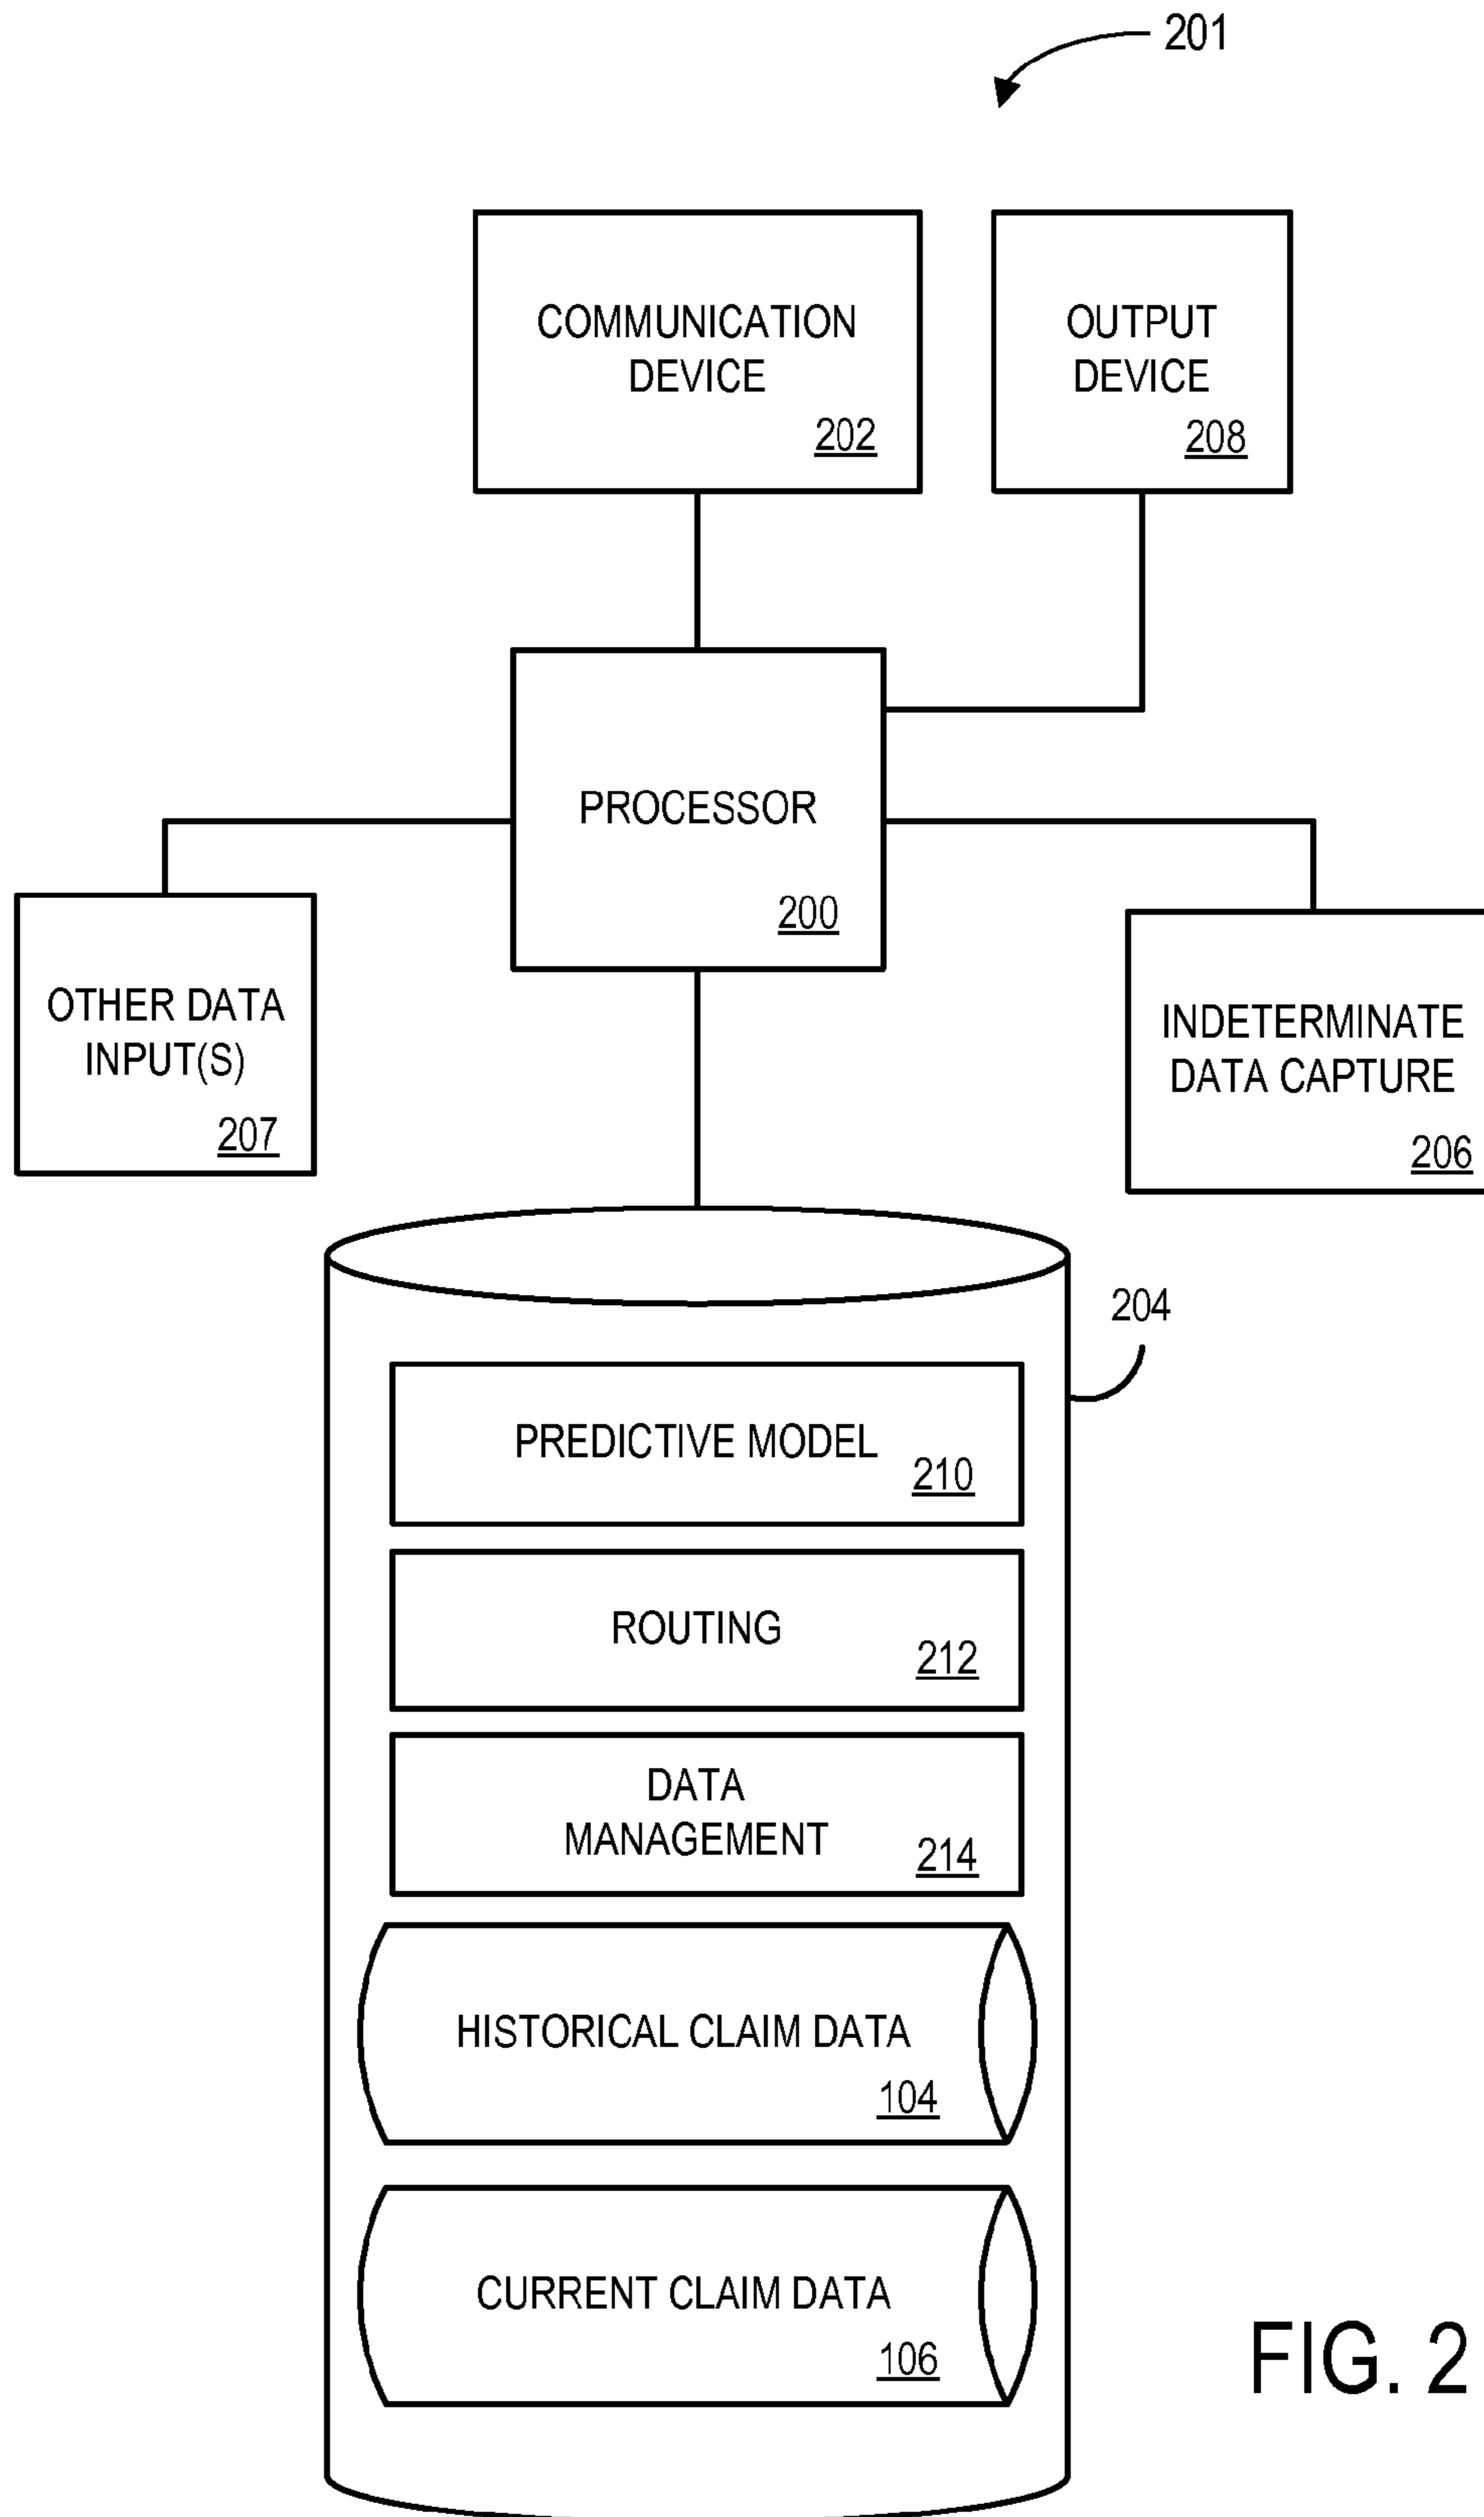 201
COMMUNICATION
DEVICE
202
OUTPUT
DEVICE
208
PROCESSOR
200
OTHER DATA
INPUT(S)
207
INDETERMINATE
DATA CAPTURE
206
204
PREDICTIVE MODEL
210
ROUTING
212
DATA
MANAGEMENT
214
HISTORICAL CLAIM DATA
104
CURRENT CLAIM DATA
106
FIG. 2